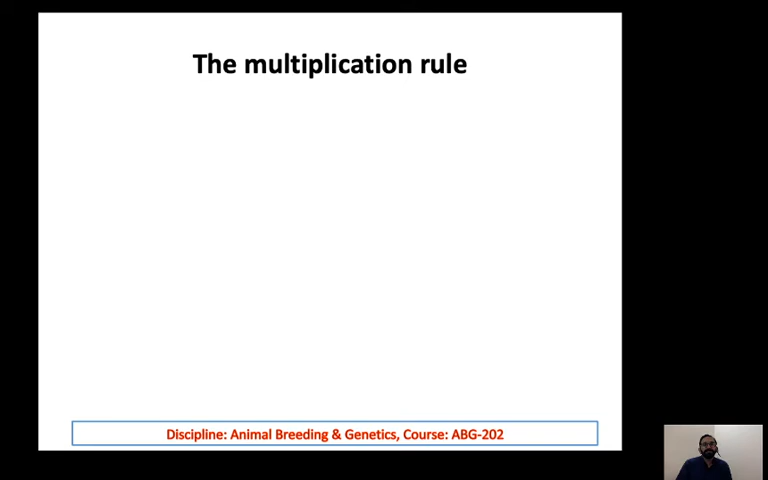 The multiplication rule
Discipline: Animal Breeding & Genetics, Course: ABG-202